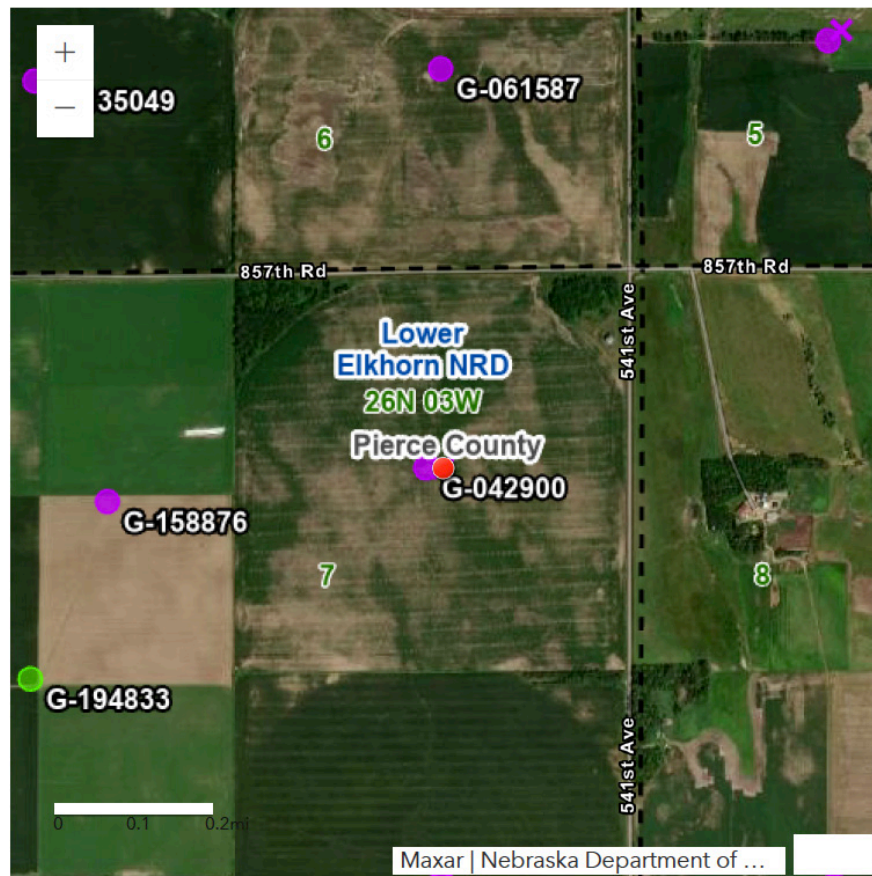 +
−
35049
G-061587
6
5
857th Rd
857th Rd
541st Ave
Lower
Elkhorn NRD
26N 03W
Pierce County
G-042900
G-158876
7
8
G-194833
541st Ave
0 0.1 0.2mi
Maxar | Nebraska Department of ...